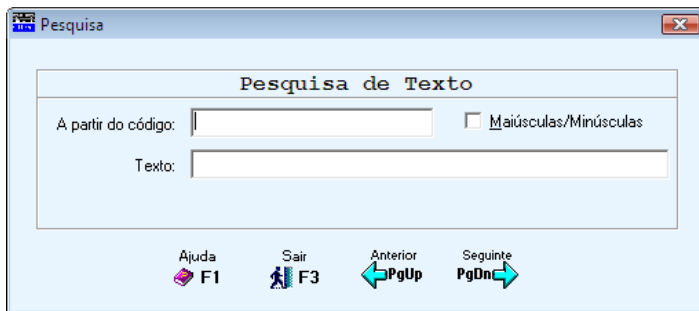 Pesquisa
Pesquisa de Texto
A partir do código:
Maiúsculas/Minúsculas
Texto:
Ajuda Sair Anterior Seguinte
F1 F3 PgUp PgDn